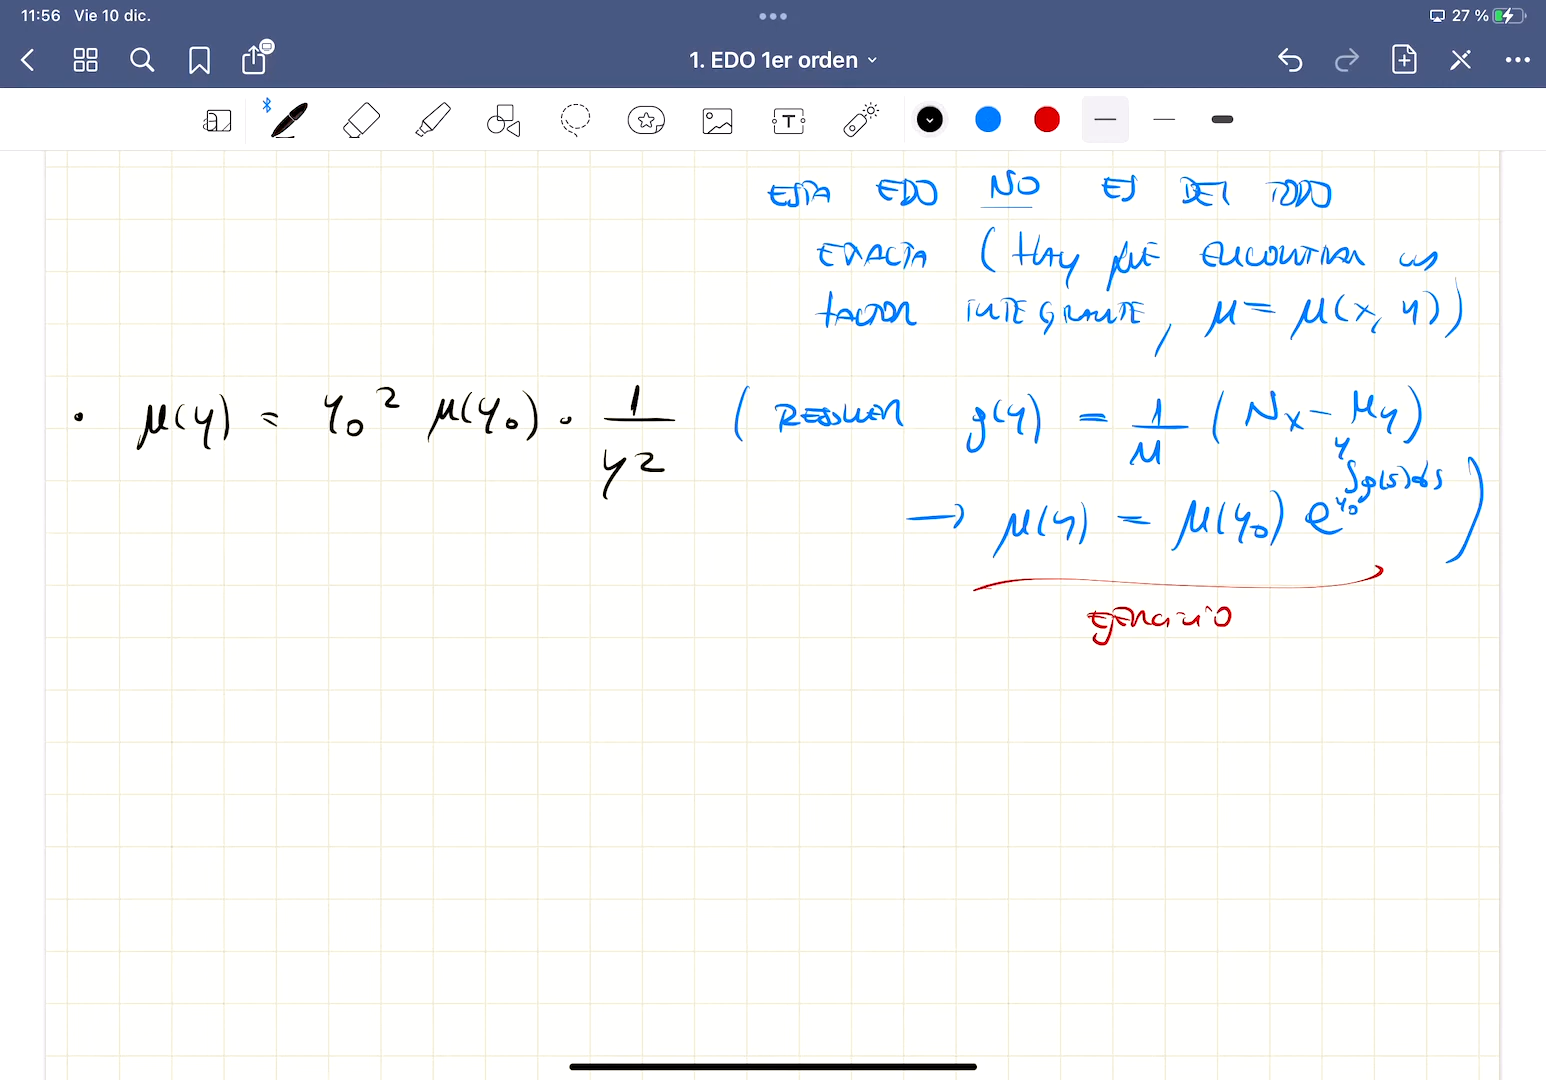 11:56 Vie 10 dic.
27 %
1. EDO 1er orden
ESTA EDO NO ES DEL TODO
EXACTA (HAY QUE ENCONTRAR UN
FACTOR INTEGRANTE, μ = μ(x, y))
• μ(y) = y₀² μ(y₀) · 1/y² (RESOLVER g(y) = 1/M (Nx - My)
→ μ(y) = μ(y₀) e^∫_{y₀}^{y} g(s)ds)
EJERCICIO